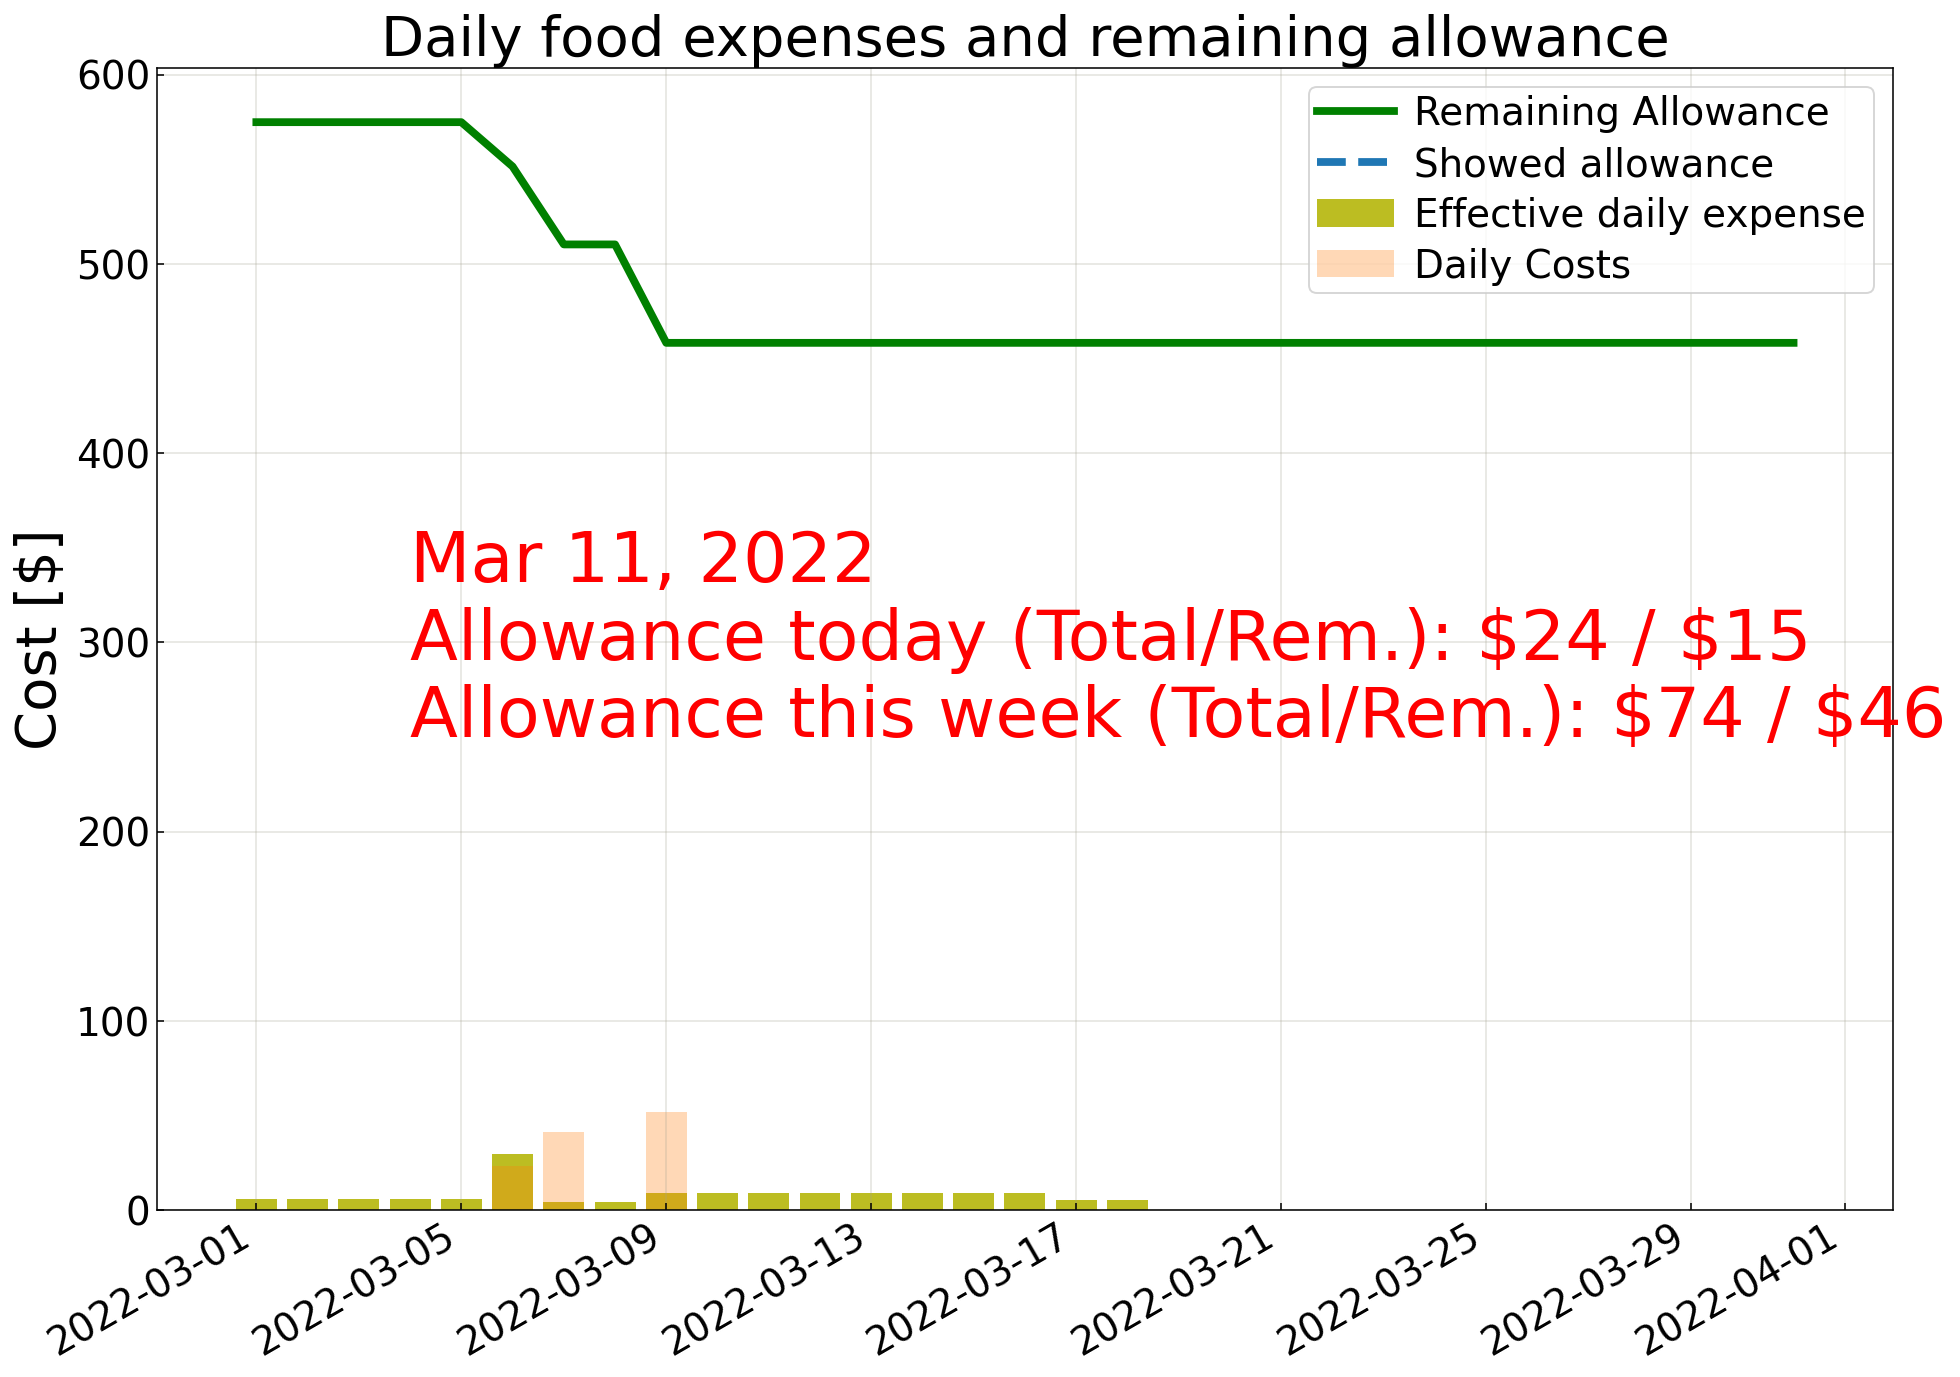 Daily food expenses and remaining allowance
600
500
400
300
200
100
0
Cost [$]
Remaining Allowance
Showed allowance
Effective daily expense
Daily Costs
Mar 11, 2022
Allowance today (Total/Rem.): $24 / $15
Allowance this week (Total/Rem.): $74 / $46
2022-03-01
2022-03-05
2022-03-09
2022-03-13
2022-03-17
2022-03-21
2022-03-25
2022-03-29
2022-04-01